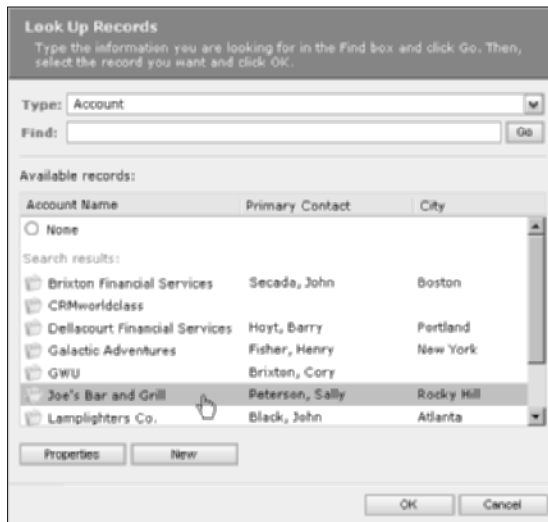 Look Up Records
Type the information you are looking for in the Find box and click Go. Then,
select the record you want and click OK.
Type: Account
Find: Go
Available records:
Account Name Primary Contact City
None
Search results:
Brixton Financial Services Secada, John Boston
CRMworldclass
Dellacourt Financial Services Hoyt, Barry Portland
Galactic Adventures Fisher, Henry New York
GWU Brixton, Cory
Joe's Bar and Grill Peterson, Sally Rocky Hill
Lamplighters Co. Black, John Atlanta
Properties New
OK Cancel